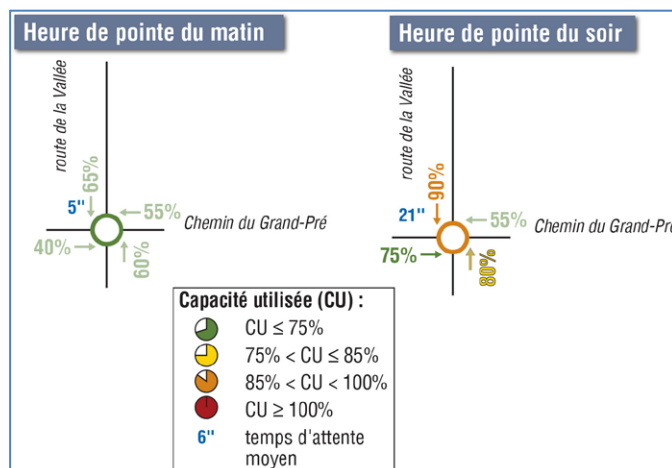 Heure de pointe du matin
route de la Vallée
65%
5''
55%
Chemin du Grand-Pré
40%
60%
Heure de pointe du soir
route de la Vallée
90%
21''
55%
Chemin du Grand-Pré
75%
80%
Capacité utilisée (CU) :
CU ≤ 75%
75% < CU ≤ 85%
85% < CU < 100%
CU ≥ 100%
6'' temps d'attente
moyen